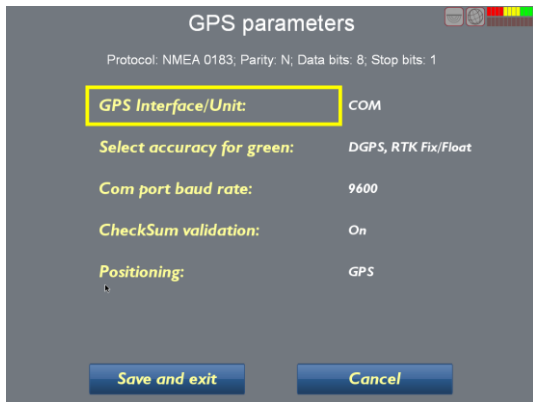 GPS parameters
Protocol: NMEA 0183; Parity: N; Data bits: 8; Stop bits: 1
GPS Interface/Unit: COM
Select accuracy for green: DGPS, RTK Fix/Float
Com port baud rate: 9600
CheckSum validation: On
Positioning: GPS
Save and exit Cancel